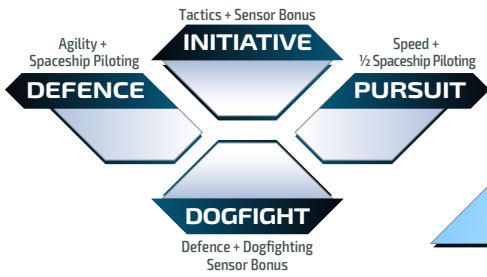 Tactics + Sensor Bonus
INITIATIVE
Agility +
Spaceship Piloting
DEFENCE
Speed +
½ Spaceship Piloting
PURSUIT
DOGFIGHT
Defence + Dogfighting
Sensor Bonus